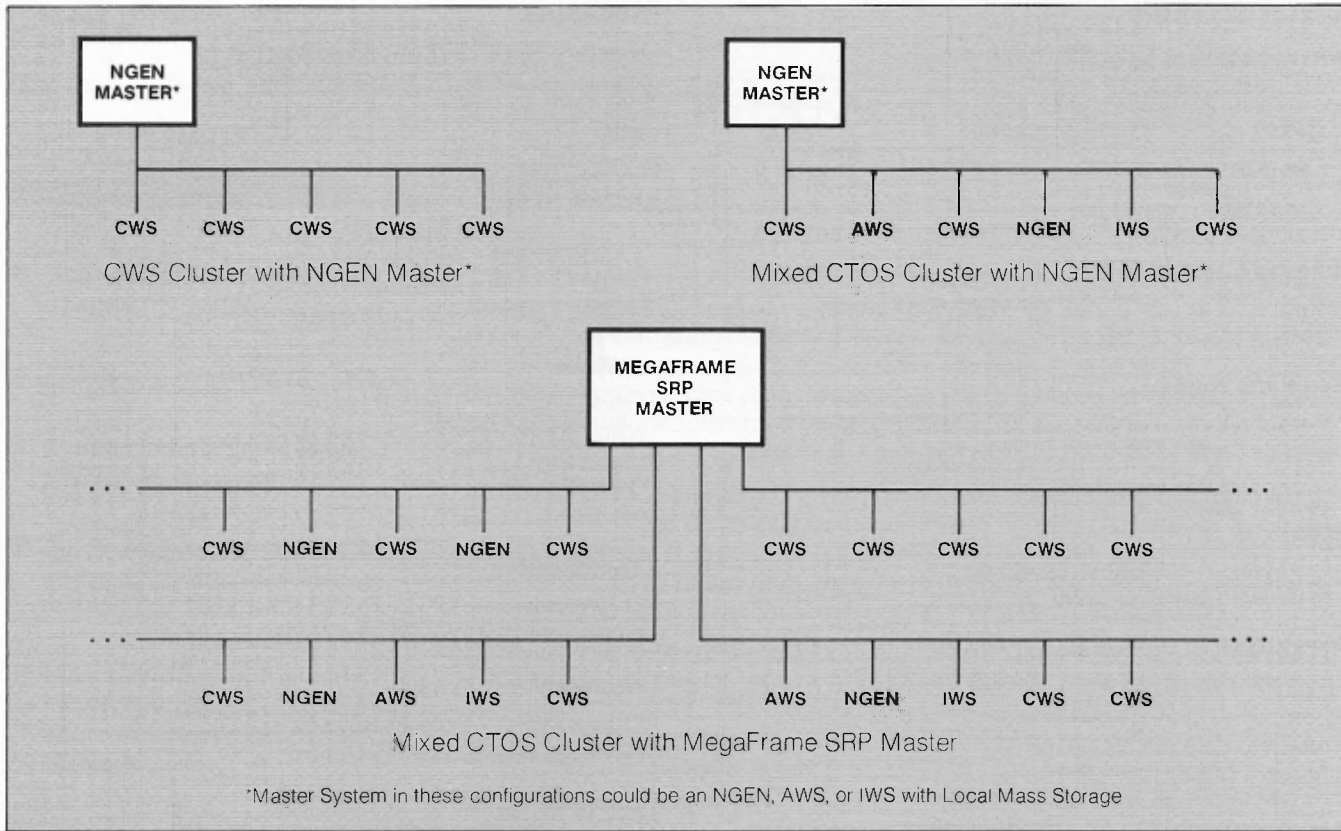 NGEN
MASTER*
CWS CWS CWS CWS CWS
CWS Cluster with NGEN Master*
NGEN
MASTER*
CWS AWS CWS NGEN IWS CWS
Mixed CTOS Cluster with NGEN Master*
MEGAFRAME
SRP
MASTER
... CWS NGEN CWS NGEN CWS
CWS CWS CWS CWS CWS ...
... CWS NGEN AWS IWS CWS
AWS NGEN IWS CWS CWS ...
Mixed CTOS Cluster with MegaFrame SRP Master
*Master System in these configurations could be an NGEN, AWS, or IWS with Local Mass Storage